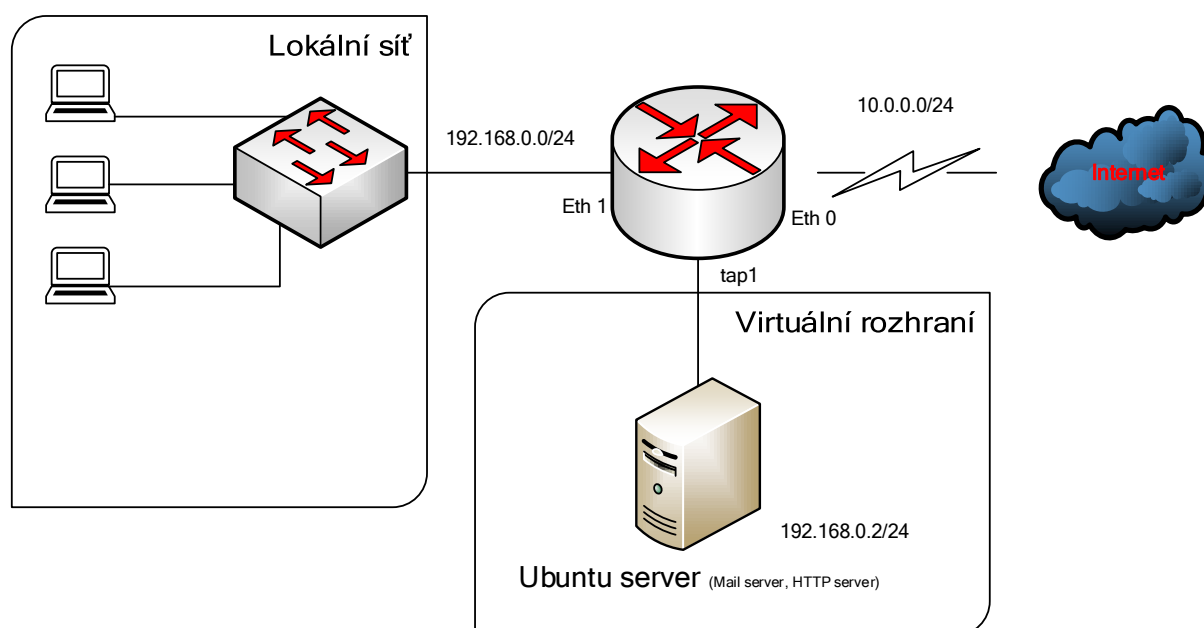 Lokální síť
192.168.0.0/24
10.0.0.0/24
Internet
Eth 1
Eth 0
tap1
Virtuální rozhraní
192.168.0.2/24
Ubuntu server (Mail server, HTTP server)